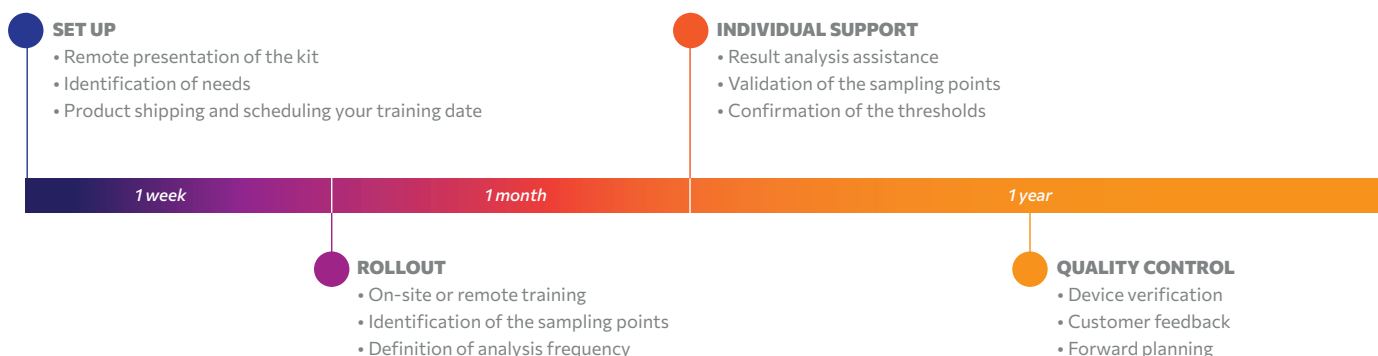 SET UP
• Remote presentation of the kit
• Identification of needs
• Product shipping and scheduling your training date
INDIVIDUAL SUPPORT
• Result analysis assistance
• Validation of the sampling points
• Confirmation of the thresholds
1 week
1 month
1 year
ROLLOUT
• On-site or remote training
• Identification of the sampling points
• Definition of analysis frequency
QUALITY CONTROL
• Device verification
• Customer feedback
• Forward planning